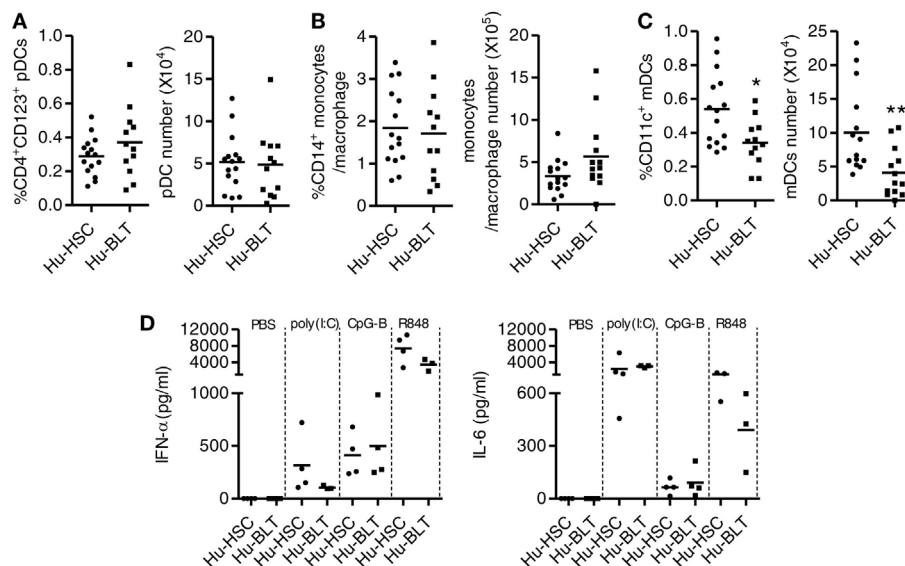 A
%CD4⁺CD123⁺ pDCs
1.0
0.8
0.6
0.4
0.2
0.0
Hu-HSC
Hu-BLT
pDC number (X10⁴)
20
15
10
5
0
Hu-HSC
Hu-BLT
B
%CD14⁺ monocytes
/macrophage
4
3
2
1
0
Hu-HSC
Hu-BLT
monocytes
/macrophage number (X10⁵)
20
15
10
5
0
Hu-HSC
Hu-BLT
C
%CD11c⁺ mDCs
1.0
0.8
0.6
0.4
0.2
0.0
*
Hu-HSC
Hu-BLT
mDCs number (X10⁴)
25
20
15
10
5
0
**
Hu-HSC
Hu-BLT
D
IFN-α(pg/ml)
PBS poly(I:C) CpG-B R848
12000
8000
4000
1000
500
0
Hu-HSC
Hu-BLT
Hu-HSC
Hu-BLT
Hu-HSC
Hu-BLT
Hu-HSC
Hu-BLT
IL-6 (pg/ml)
PBS poly(I:C) CpG-B R848
12000
8000
4000
600
300
0
Hu-HSC
Hu-BLT
Hu-HSC
Hu-BLT
Hu-HSC
Hu-BLT
Hu-HSC
Hu-BLT